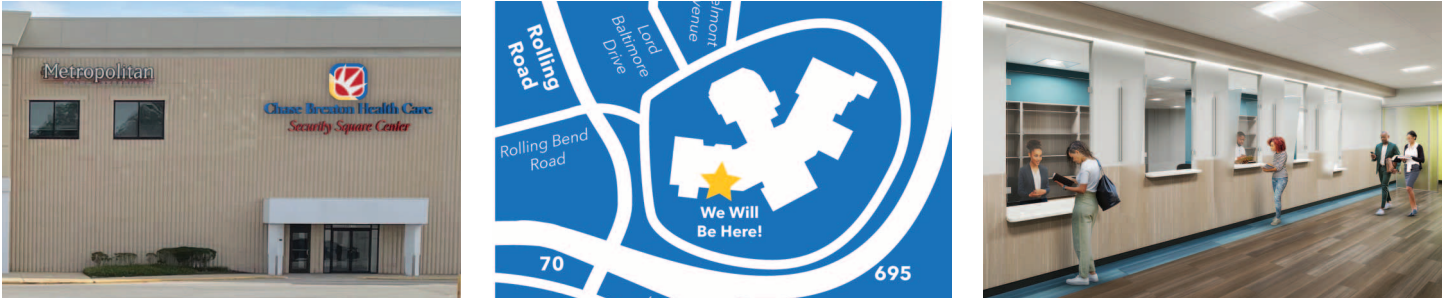 Metropolitan
Chase Brexton Health Care
Security Square Center
Rolling
Road
Lord
Baltimore
Drive
elmont
venue
Rolling Bend
Road
We Will
Be Here!
70
695